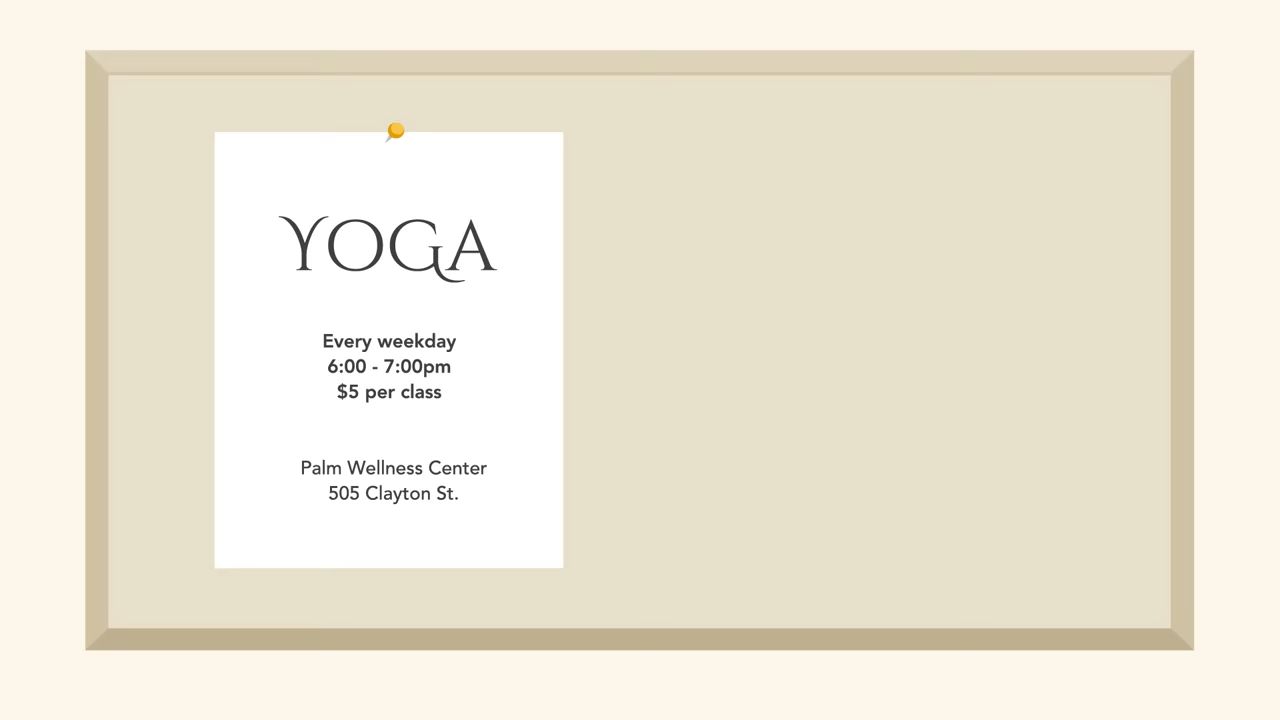 YOGA
Every weekday
6:00 - 7:00pm
$5 per class
Palm Wellness Center
505 Clayton St.